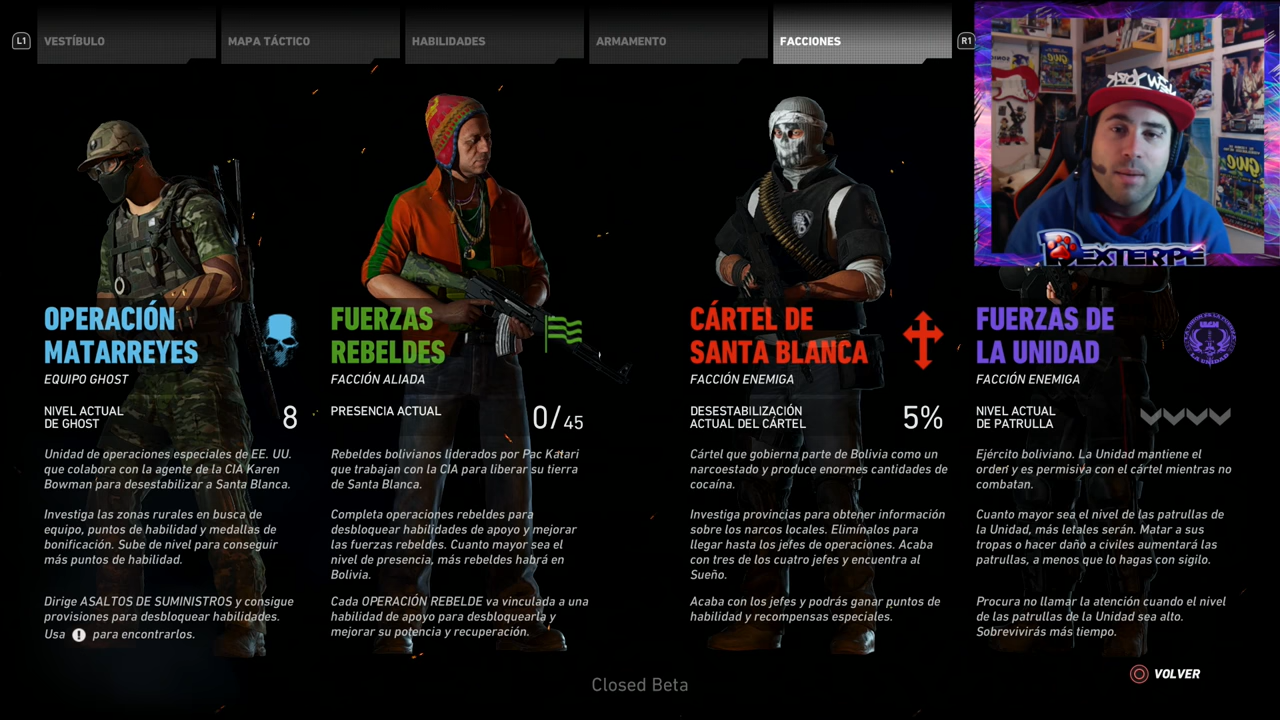 L1
VESTÍBULO
MAPA TÁCTICO
HABILIDADES
ARMAMENTO
FACCIONES
R1
NEW YORK
DEXTERPE
OPERACIÓN
MATARREYES
EQUIPO GHOST
NIVEL ACTUAL
DE GHOST
8
Unidad de operaciones especiales de EE. UU.
que colabora con la agente de la CIA Karen
Bowman para desestabilizar a Santa Blanca.
Investiga las zonas rurales en busca de
equipo, puntos de habilidad y medallas de
bonificación. Sube de nivel para conseguir
más puntos de habilidad.
Dirige ASALTOS DE SUMINISTROS y consigue
provisiones para desbloquear habilidades.
Usa ! para encontrarlos.
FUERZAS
REBELDES
FACCIÓN ALIADA
PRESENCIA ACTUAL
0/45
Rebeldes bolivianos liderados por Pac Katari
que trabajan con la CIA para liberar su tierra
de Santa Blanca.
Completa operaciones rebeldes para
desbloquear habilidades de apoyo y mejorar
las fuerzas rebeldes. Cuanto mayor sea el
nivel de presencia, más rebeldes habrá en
Bolivia.
Cada OPERACIÓN REBELDE va vinculada a una
habilidad de apoyo para desbloquearla y
mejorar su potencia y recuperación.
CÁRTEL DE
SANTA BLANCA
FACCIÓN ENEMIGA
DESESTABILIZACIÓN
ACTUAL DEL CÁRTEL
5%
Cártel que gobierna parte de Bolivia como un
narcoestado y produce enormes cantidades de
cocaína.
Investiga provincias para obtener información
sobre los narcos locales. Elimínalos para
llegar hasta los jefes de operaciones. Acaba
con tres de los cuatro jefes y encuentra al
Sueño.
Acaba con los jefes y podrás ganar puntos de
habilidad y recompensas especiales.
FUERZAS DE
LA UNIDAD
FACCIÓN ENEMIGA
NIVEL ACTUAL
DE PATRULLA
Ejército boliviano. La Unidad mantiene el
orden y es permisiva con el cártel mientras no
combatan.
Cuanto mayor sea el nivel de las patrullas de
la Unidad, más letales serán. Matar a sus
tropas o hacer daño a civiles aumentará las
patrullas, a menos que lo hagas con sigilo.
Procura no llamar la atención cuando el nivel
de las patrullas de la Unidad sea alto.
Sobrevivirás más tiempo.
VOLVER
Closed Beta